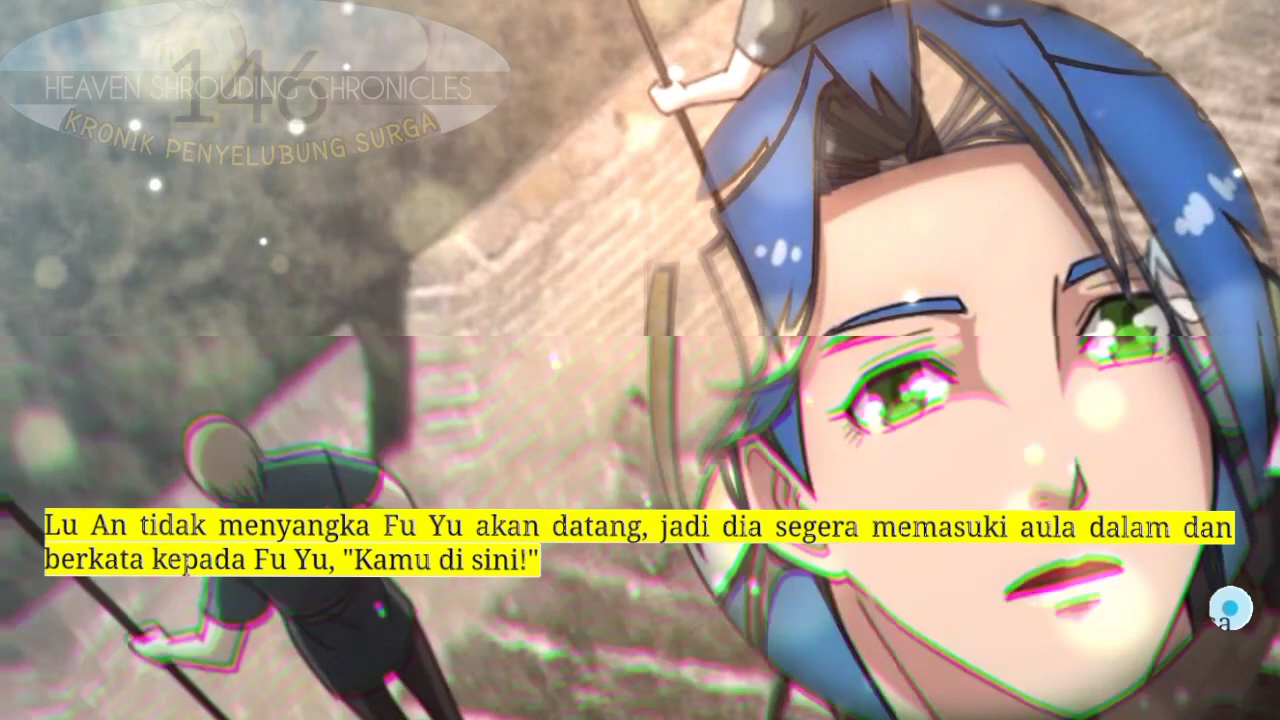 146
HEAVEN SHROUDING CHRONICLES
KRONIK PENYELUBUNG SURGA
Lu An tidak menyangka Fu Yu akan datang, jadi dia segera memasuki aula dalam dan
berkata kepada Fu Yu, "Kamu di sini!"